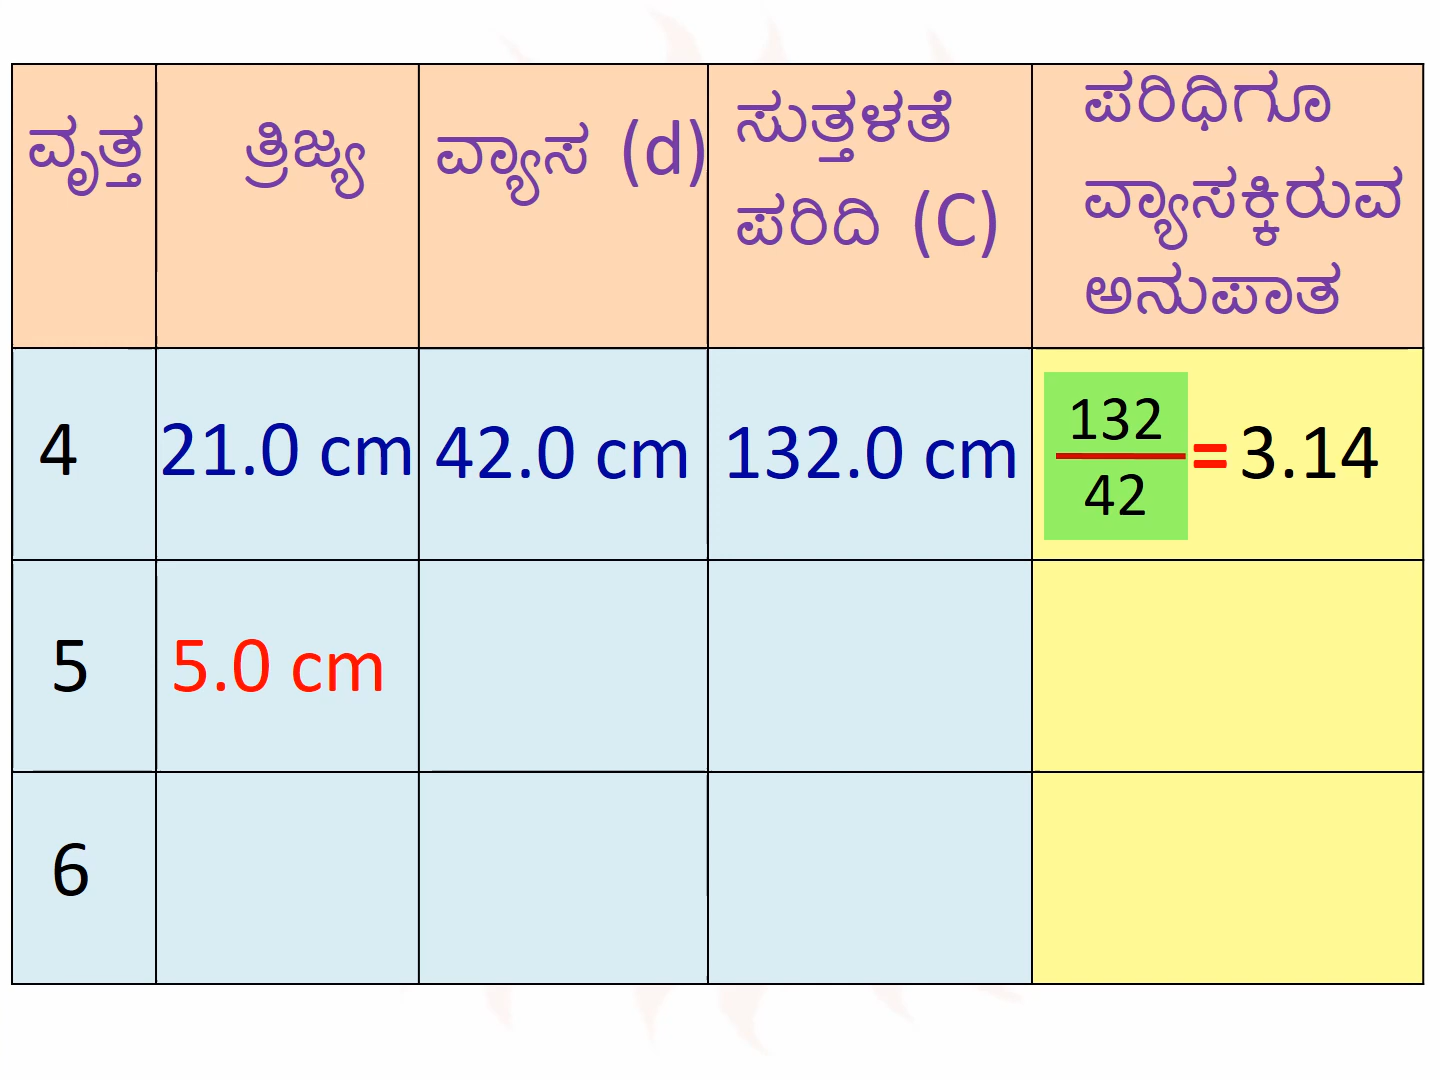 ವೃತ್ತ
ತ್ರಿಜ್ಯ
ವ್ಯಾಸ (d)
ಸುತ್ತಳತೆ
ಪರಿದಿ (C)
ಪರಿಧಿಗೂ
ವ್ಯಾಸಕ್ಕಿರುವ
ಅನುಪಾತ
4
21.0 cm
42.0 cm
132.0 cm
132
42
= 3.14
5
5.0 cm
6